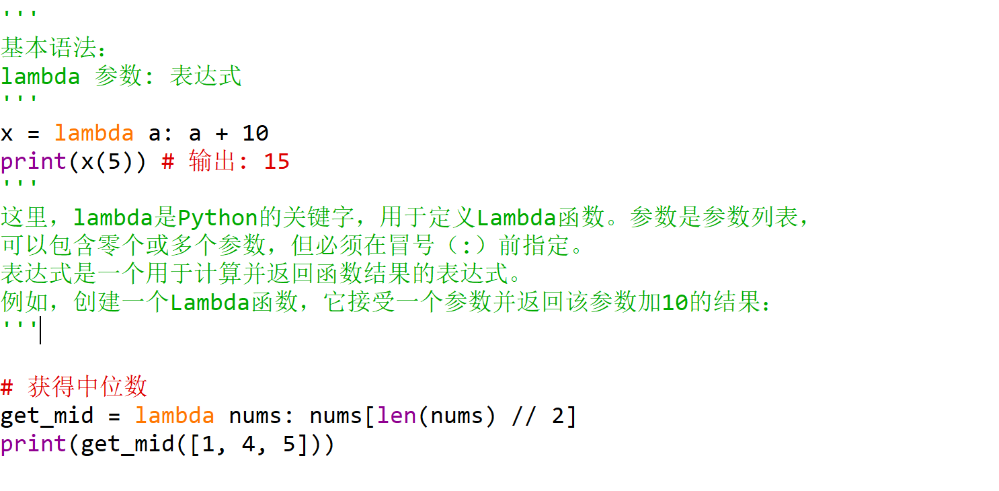 '''
基本语法：
lambda 参数: 表达式
'''
x = lambda a: a + 10
print(x(5)) # 输出: 15
'''
这里，lambda是Python的关键字，用于定义Lambda函数。参数是参数列表，
可以包含零个或多个参数，但必须在冒号（:）前指定。
表达式是一个用于计算并返回函数结果的表达式。
例如，创建一个Lambda函数，它接受一个参数并返回该参数加10的结果：
'''
# 获得中位数
get_mid = lambda nums: nums[len(nums) // 2]
print(get_mid([1, 4, 5]))